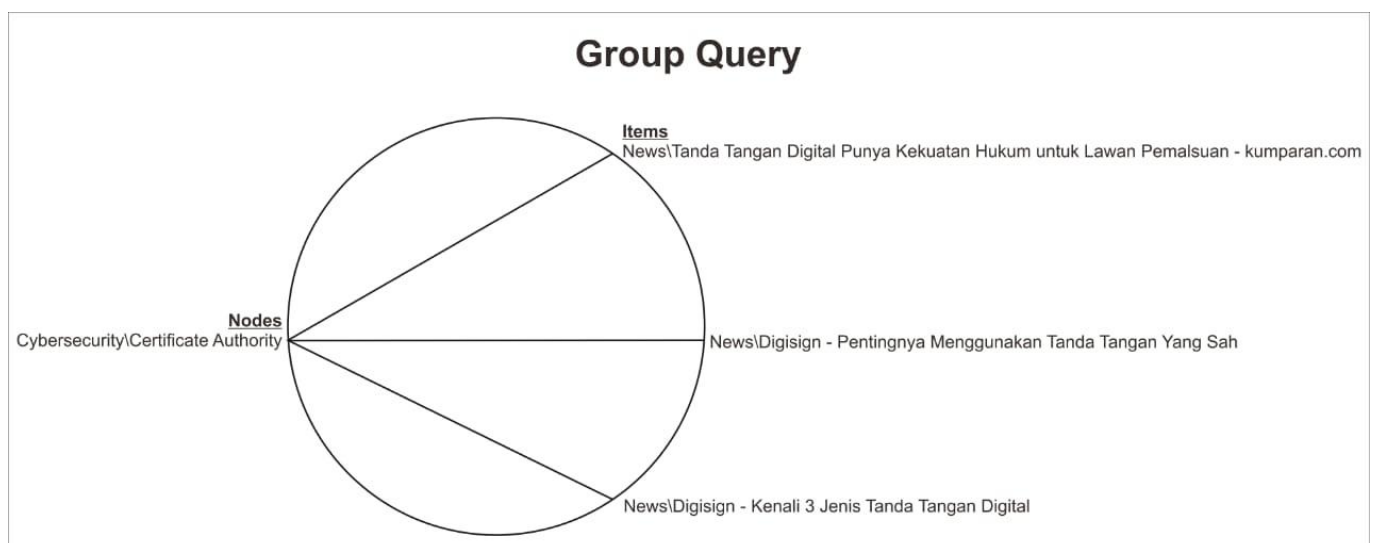 Group Query
Items
News\Tanda Tangan Digital Punya Kekuatan Hukum untuk Lawan Pemalsuan - kumparan.com
Nodes
Cybersecurity\Certificate Authority
News\Digisign - Pentingnya Menggunakan Tanda Tangan Yang Sah
News\Digisign - Kenali 3 Jenis Tanda Tangan Digital